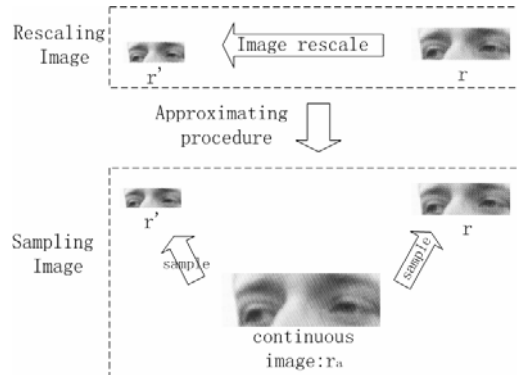 Rescaling
Image
Image rescale
r'
r
Approximating
procedure
r'
r
Sampling
Image
sample
sample
continuous
image:rₐ